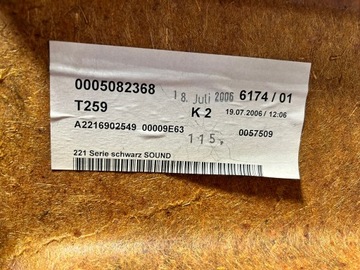 0005082368 18. Juli 2006 6174 / 01
T259 K 2 19.07.2006 / 12:06
A2216902549 00009E63 115. 0057509
221 Serie schwarz SOUND